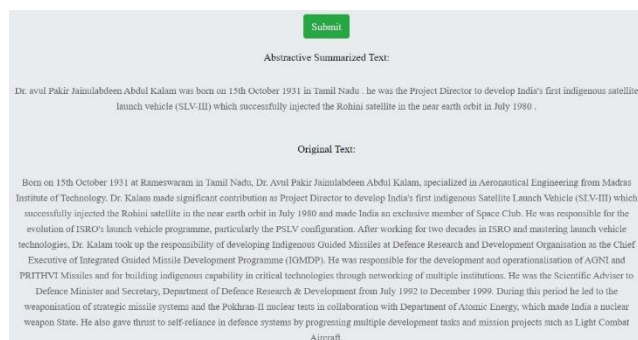 Submit
Abstractive Summarized Text:
Dr. avul Pakir Jainulabdeen Abdul Kalam was born on 15th October 1931 in Tamil Nadu . he was the Project Director to develop India's first indigenous satellite
launch vehicle (SLV-III) which successfully injected the Rohini satellite in the near earth orbit in July 1980 .
Original Text:
Born on 15th October 1931 at Rameswaram in Tamil Nadu, Dr. Avul Pakir Jainulabdeen Abdul Kalam, specialized in Aeronautical Engineering from Madras
Institute of Technology. Dr. Kalam made significant contribution as Project Director to develop India's first indigenous Satellite Launch Vehicle (SLV-III) which
successfully injected the Rohini satellite in the near earth orbit in July 1980 and made India an exclusive member of Space Club. He was responsible for the
evolution of ISRO's launch vehicle programme, particularly the PSLV configuration. After working for two decades in ISRO and mastering launch vehicle
technologies, Dr. Kalam took up the responsibility of developing Indigenous Guided Missiles at Defence Research and Development Organisation as the Chief
Executive of Integrated Guided Missile Development Programme (IGMDP). He was responsible for the development and operationalisation of AGNI and
PRITHVI Missiles and for building indigenous capability in critical technologies through networking of multiple institutions. He was the Scientific Adviser to
Defence Minister and Secretary, Department of Defence Research & Development from July 1992 to December 1999. During this period he led to the
weaponisation of strategic missile systems and the Pokhran-II nuclear tests in collaboration with Department of Atomic Energy, which made India a nuclear
weapon State. He also gave thrust to self-reliance in defence systems by progressing multiple development tasks and mission projects such as Light Combat
Aircraft.